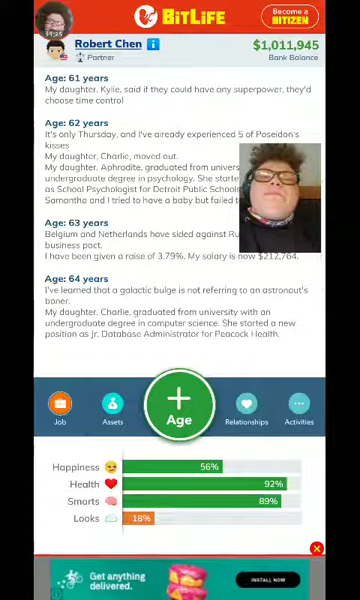 BitLife
Become a
BITIZEN
Robert Chen i
Partner
$1,011,945
Bank Balance
Age: 61 years
My daughter, Kylie, said if they could have any superpower, they'd
choose time control
Age: 62 years
It's only Thursday, and I've already experienced 5 of Poseidon's
kisses
My daughter, Charlie, moved out.
My daughter, Aphrodite, graduated from univers
undergraduate degree in psychology. She starte
as School Psychologist for Detroit Public Schools
Samantha and I tried to have a baby but failed t
Age: 63 years
Belgium and Netherlands have sided against Ru
business pact.
I have been given a raise of 3.79%. My salary is now $212,764.
Age: 64 years
I've learned that a galactic bulge is not referring to an astronaut's
boner.
My daughter, Charlie, graduated from university with an
undergraduate degree in computer science. She started a new
position as Jr. Database Administrator for Peacock Health.
+
Age
Job
Assets
Relationships
Activities
Happiness 56%
Health 92%
Smarts 89%
Looks 18%
Get anything
delivered.
INSTALL NOW